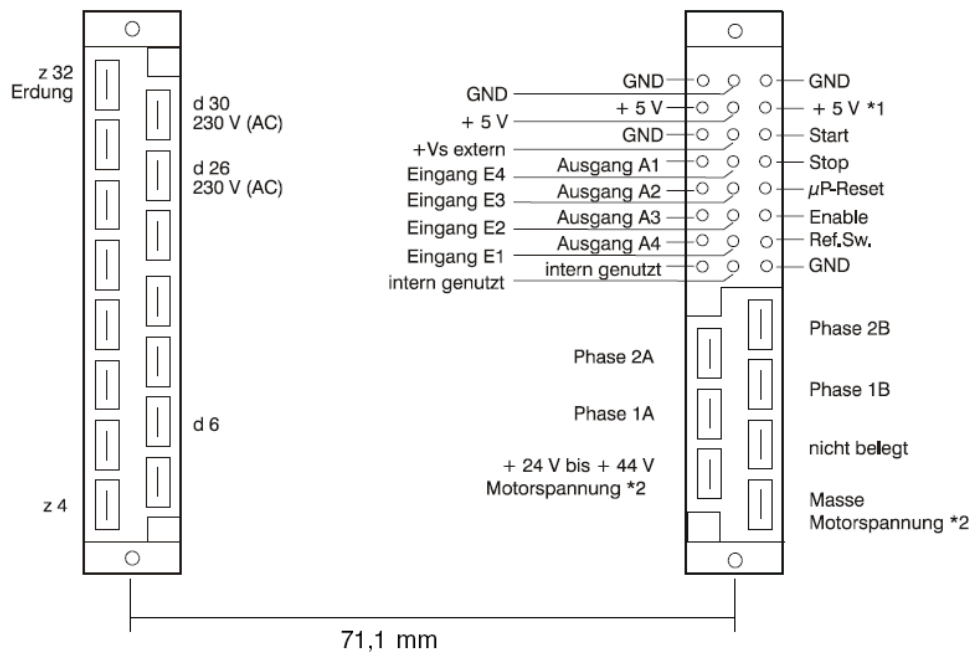 z 32
Erdung
d 30
230 V (AC)
d 26
230 V (AC)
d 6
z 4
GND
GND
GND
+ 5 V
+ 5 V *1
+ 5 V
GND
Start
+Vs extern
Ausgang A1
Stop
Eingang E4
Ausgang A2
µP-Reset
Eingang E3
Ausgang A3
Enable
Eingang E2
Ausgang A4
Ref.Sw.
Eingang E1
intern genutzt
GND
intern genutzt
Phase 2B
Phase 2A
Phase 1B
Phase 1A
nicht belegt
+ 24 V bis + 44 V
Motorspannung *2
Masse
Motorspannung *2
71,1 mm